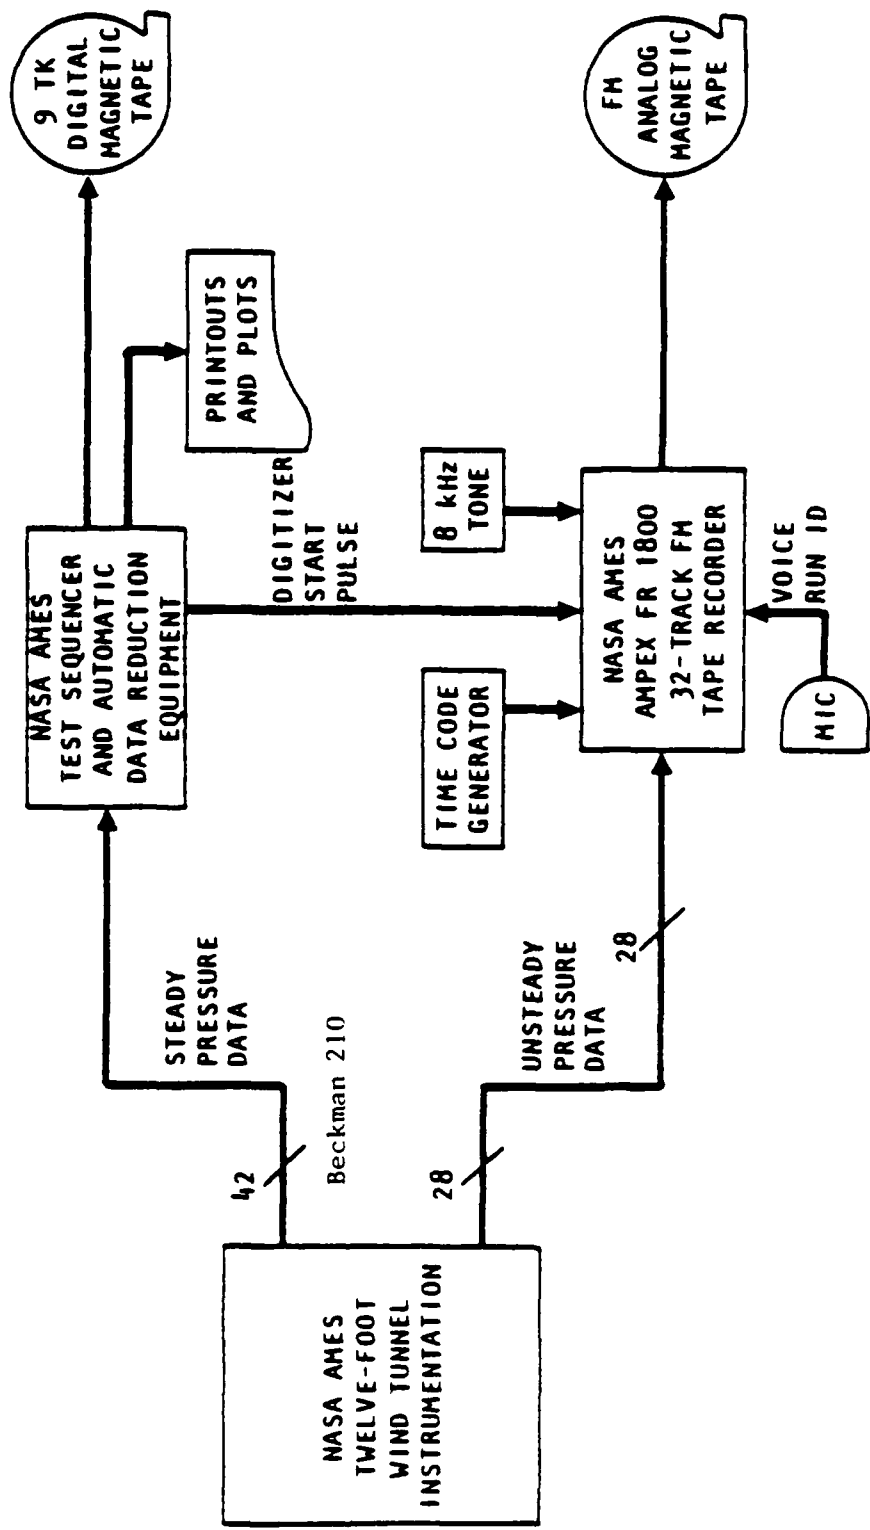 NASA AMES
TWELVE-FOOT
WIND TUNNEL
INSTRUMENTATION
42
Beckman 210
28
STEADY
PRESSURE
DATA
UNSTEADY
PRESSURE
DATA
28
NASA AMES
TEST SEQUENCER
AND AUTOMATIC
DATA REDUCTION
EQUIPMENT
TIME CODE
GENERATOR
DIGITIZER
START
PULSE
8 kHz
TONE
NASA AMES
AMPEX FR 1800
32-TRACK FM
TAPE RECORDER
MIC
VOICE
RUN ID
PRINTOUTS
AND PLOTS
9 TK
DIGITAL
MAGNETIC
TAPE
FM
ANALOG
MAGNETIC
TAPE